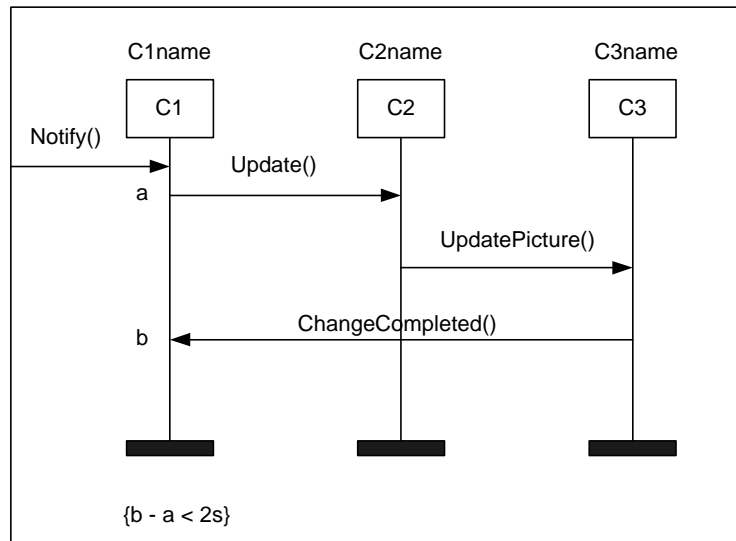 C1name C2name C3name
C1 C2 C3
Notify()
a Update()
UpdatePicture()
b ChangeCompleted()
{b - a < 2s}